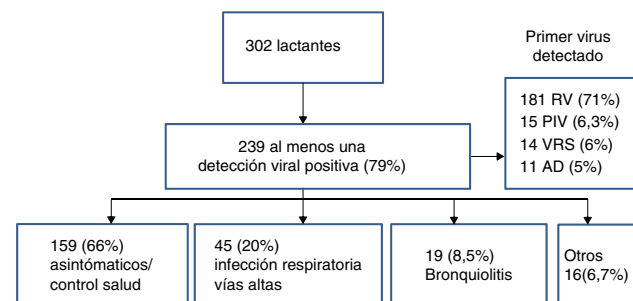 302 lactantes
Primer virus
detectado
181 RV (71%)
15 PIV (6,3%)
14 VRS (6%)
11 AD (5%)
239 al menos una
detección viral positiva (79%)
159 (66%)
asintómaticos/
control salud
45 (20%)
infección respiratoria
vías altas
19 (8,5%)
Bronquiolitis
Otros
16(6,7%)